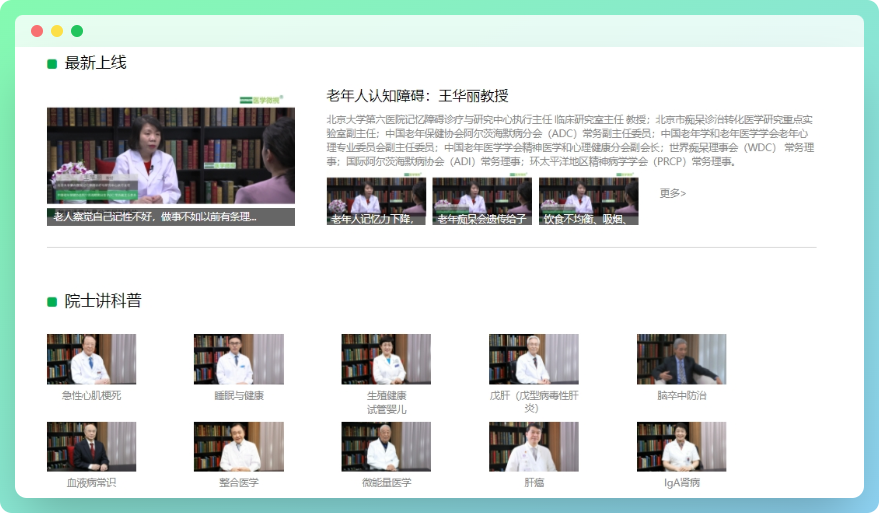 最新上线
医学微视
老年人认知障碍：王华丽教授
北京大学第六医院记忆障碍诊疗与研究中心执行主任 临床研究室主任 教授；北京市痴呆诊治转化医学研究重点实
验室副主任；中国老年保健协会阿尔茨海默病分会（ADC）常务副主任委员；中国老年学和老年医学学会老年心
理专业委员会副主任委员；中国老年医学学会精神医学和心理健康分会副会长；世界痴呆理事会（WDC） 常务理
事；国际阿尔茨海默病协会（ADI）常务理事；环太平洋地区精神病学学会（PRCP）常务理事。
老人察觉自己记性不好，做事不如以前有条理...
老年人记忆力下降，
老年痴呆会遗传给子
饮食不均衡、吸烟、
更多>
院士讲科普
急性心肌梗死
睡眠与健康
生殖健康
试管婴儿
戊肝（戊型病毒性肝
炎）
脑卒中防治
血液病常识
整合医学
微能量医学
肝癌
IgA肾病